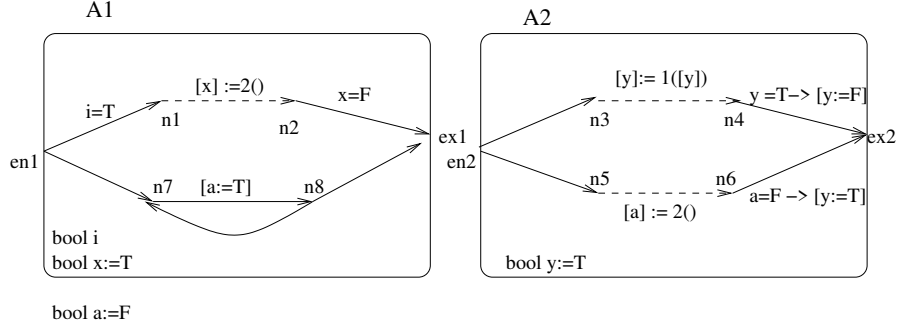 A1
A2
[x] :=2()
[y]:= 1([y])
i=T
x=F
y =T−> [y:=F]
n1
n2
n3
n4
en1
ex1
en2
ex2
n7
[a:=T]
n8
n5
n6
[a] := 2()
a=F −> [y:=T]
bool i
bool x:=T
bool y:=T
bool a:=F